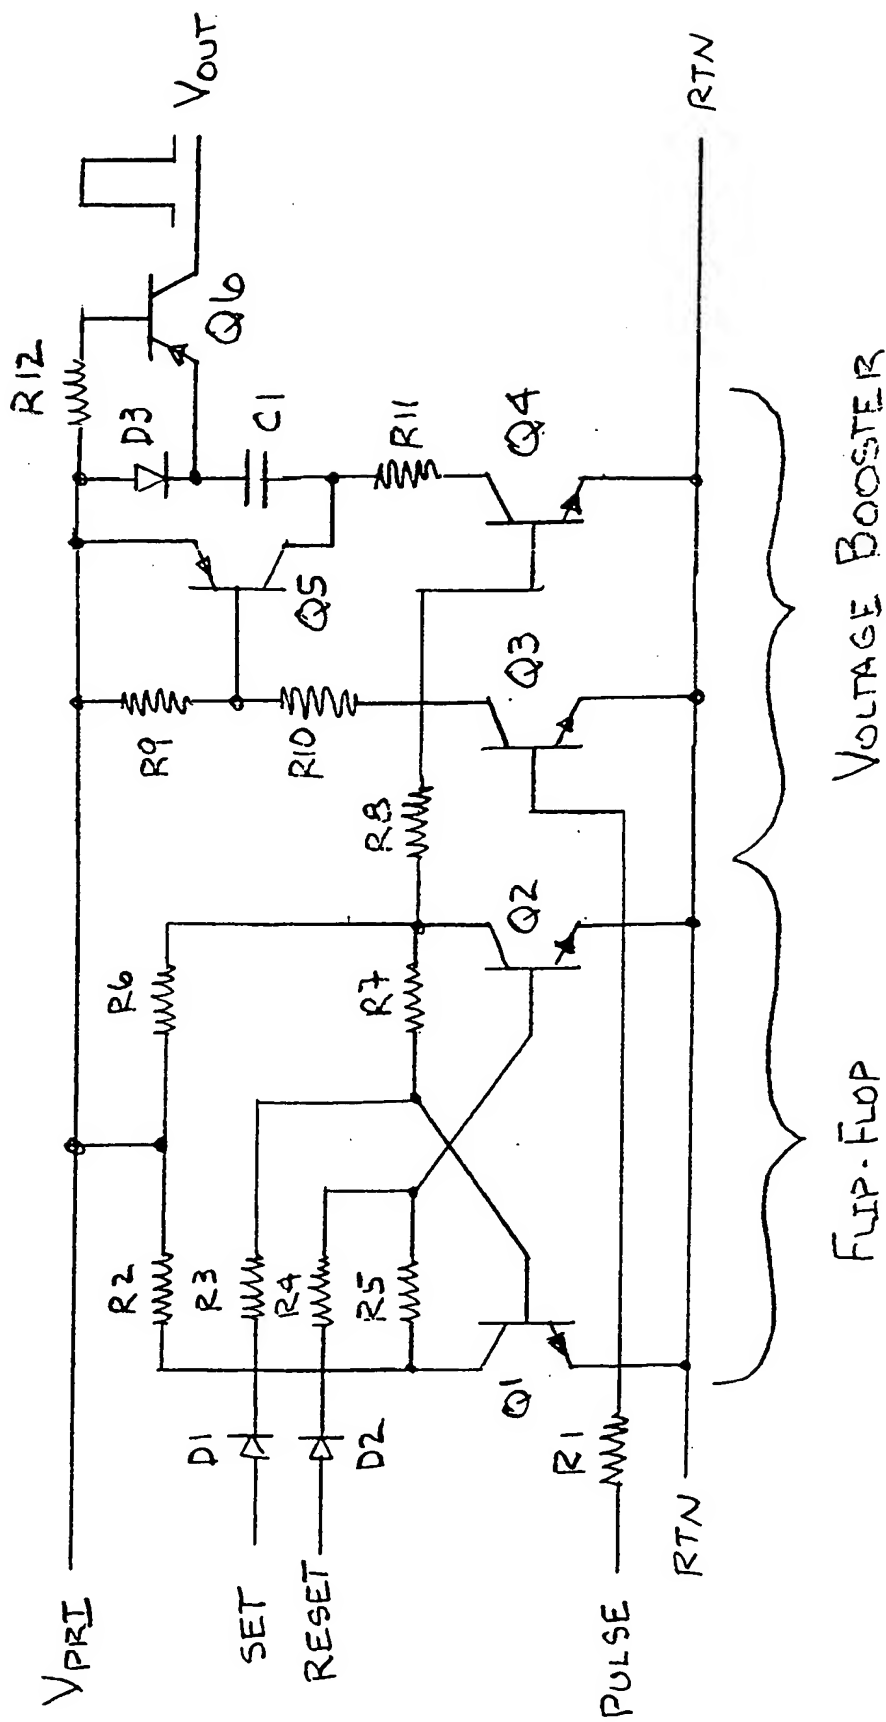 VPRI
SET
RESET
PULSE
RTN
D1
D2
R1
R2
R3
R4
R5
Q1
R6
R7
Q2
R8
R9
R10
Q3
Q5
D3
C1
R11
Q4
R12
Q6
VOUT
RTN
FLIP-FLOP
VOLTAGE BOOSTER